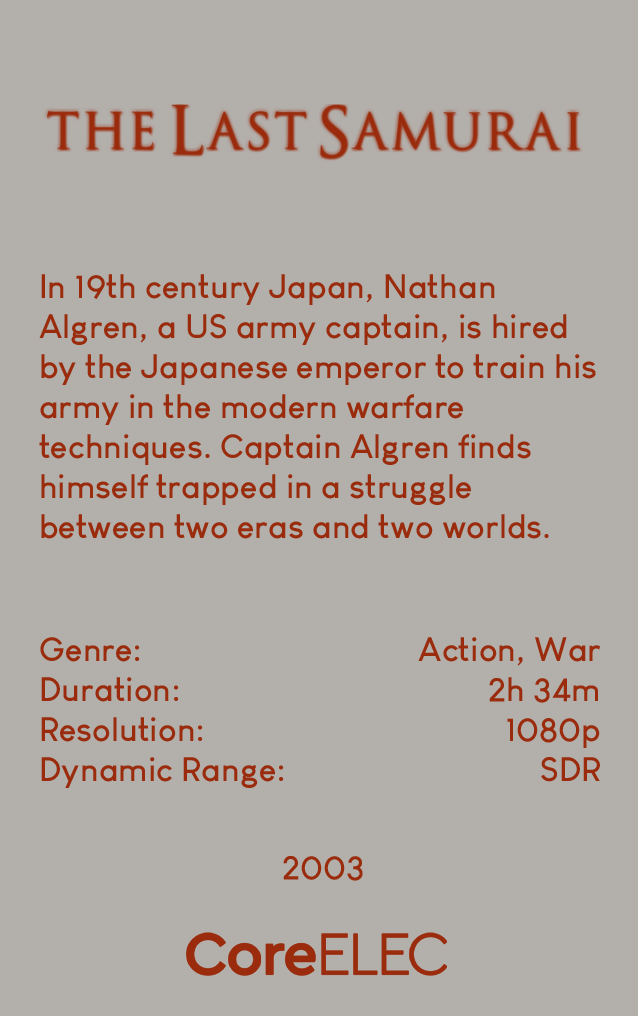 THE LAST SAMURAI
In 19th century Japan, Nathan
Algren, a US army captain, is hired
by the Japanese emperor to train his
army in the modern warfare
techniques. Captain Algren finds
himself trapped in a struggle
between two eras and two worlds.
Genre: Action, War
Duration: 2h 34m
Resolution: 1080p
Dynamic Range: SDR
2003
CoreELEC